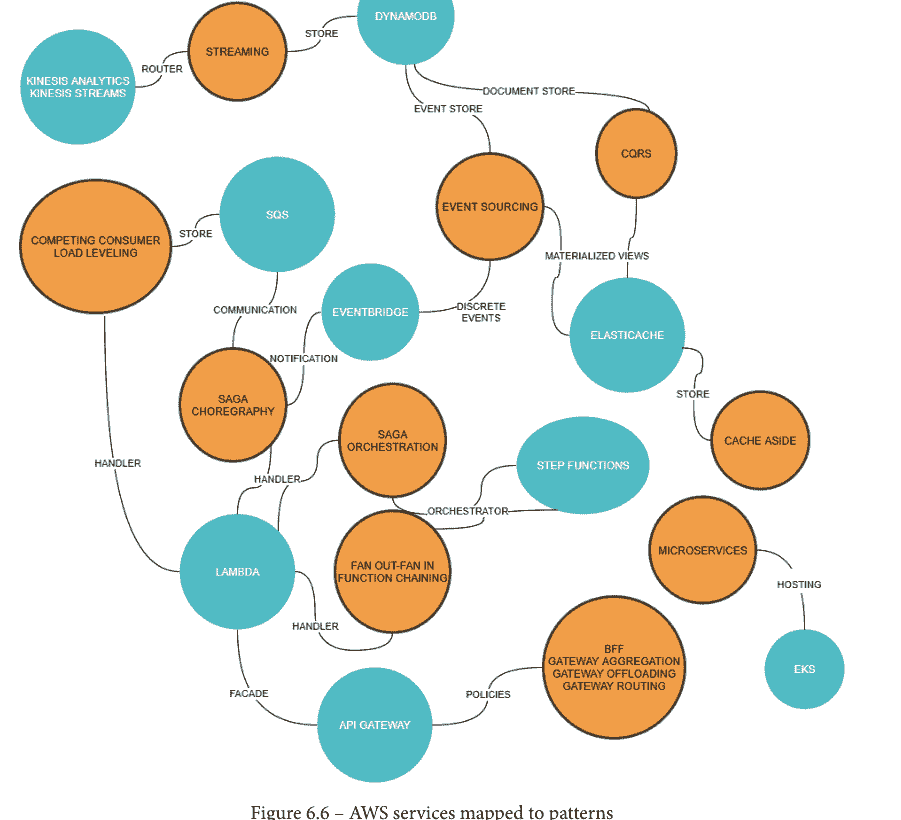 DYNAMODB
STORE
STREAMING
ROUTER
KINESIS ANALYTICS
KINESIS STREAMS
DOCUMENT STORE
EVENT STORE
CQRS
EVENT SOURCING
SQS
STORE
COMPETING CONSUMER
LOAD LEVELING
MATERIALIZED VIEWS
COMMUNICATION
EVENTBRIDGE
DISCRETE
EVENTS
ELASTICACHE
NOTIFICATION
STORE
SAGA
CHOREGRAPHY
SAGA
ORCHESTRATION
CACHE ASIDE
STEP FUNCTIONS
HANDLER
HANDLER
ORCHESTRATOR
MICROSERVICES
LAMBDA
FAN OUT-FAN IN
FUNCTION CHAINING
HOSTING
HANDLER
BFF
GATEWAY AGGREGATION
GATEWAY OFFLOADING
GATEWAY ROUTING
EKS
FACADE
POLICIES
API GATEWAY
Figure 6.6 – AWS services mapped to patterns